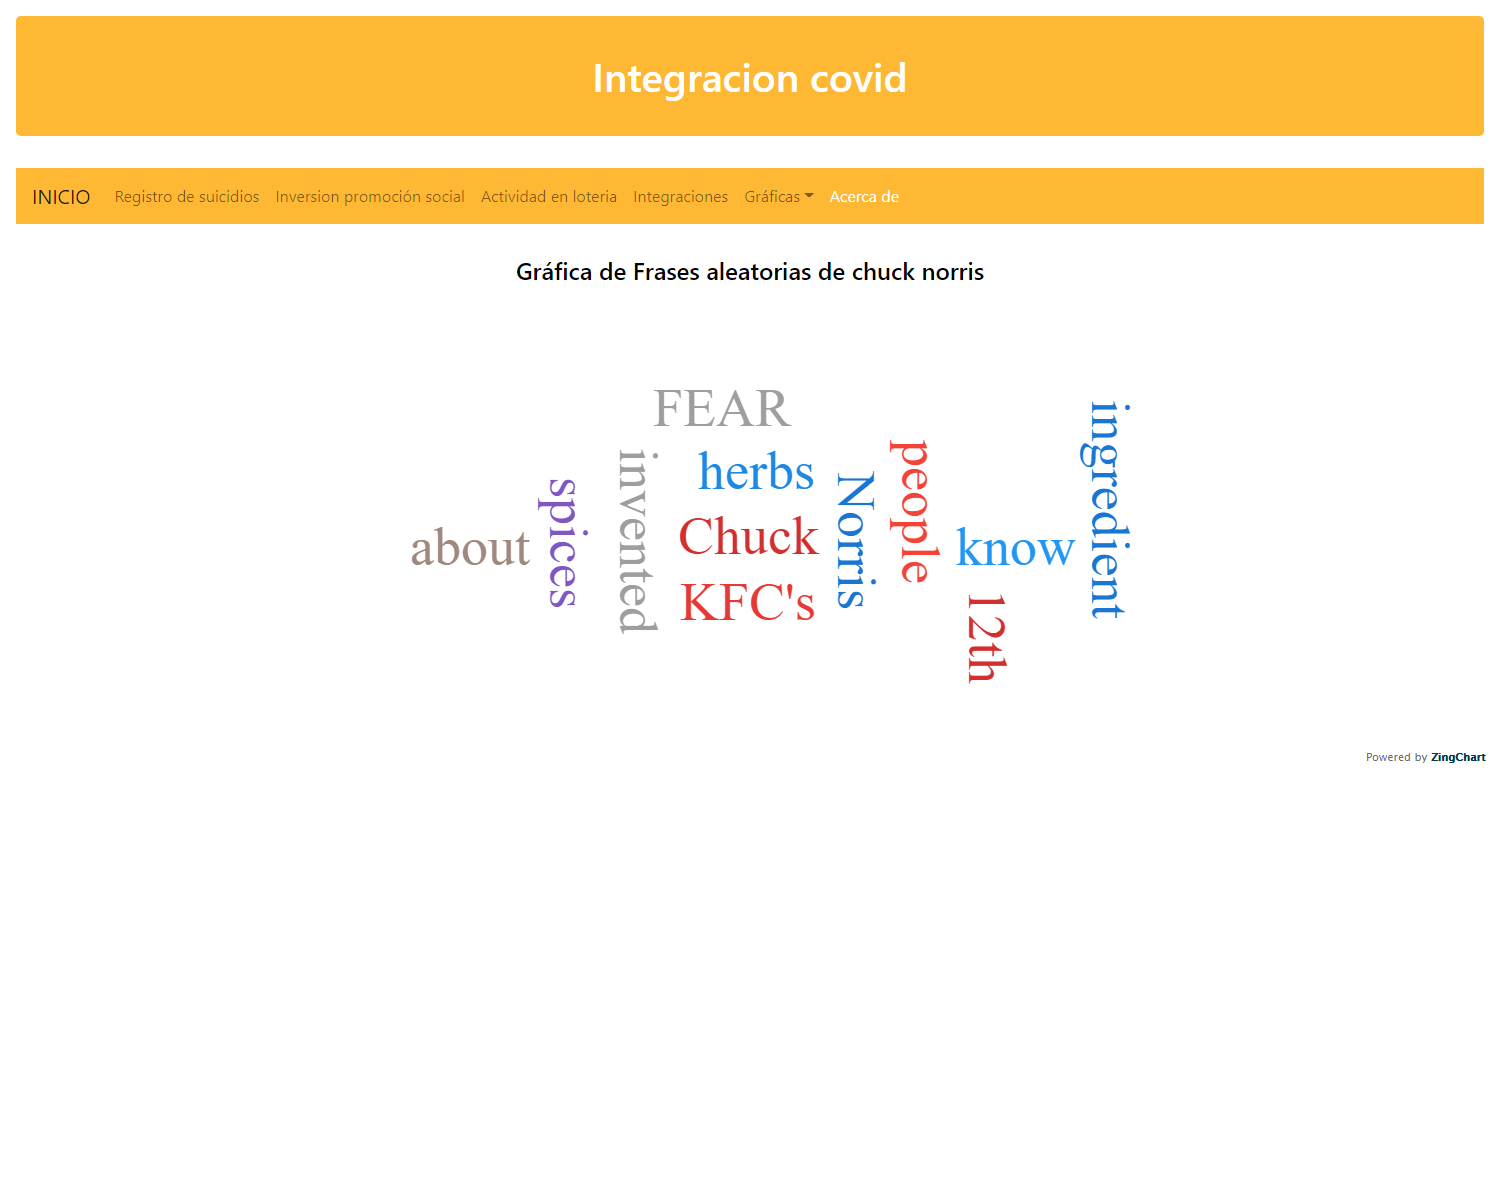 Integracion covid
INICIO Registro de suicidios Inversion promoción social Actividad en loteria Integraciones Gráficas Acerca de
Gráfica de Frases aleatorias de chuck norris
FEAR
herbs
Chuck
KFC's
about
spices
invented
Norris
people
know
12th
ingredient
Powered by ZingChart